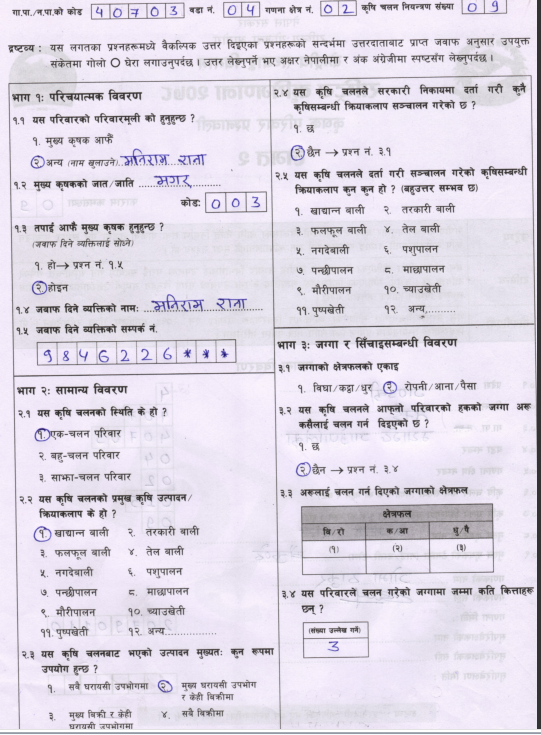 गा.पा./न.पा.को कोड 4 0 7 0 3 वडा नं. 0 4 गणना क्षेत्र नं. 0 2 कृषि चलन नियन्त्रण संख्या 0 9
द्रष्टव्य : यस लगतका प्रश्नहरूमध्ये वैकल्पिक उत्तर दिइएका प्रश्नहरूको सन्दर्भमा उत्तरदाताबाट प्राप्त जवाफ अनुसार उपयुक्त
संकेतमा गोलो O घेरा लगाउनुपर्दछ । उत्तर लेख्नुपर्ने भए अक्षर नेपालीमा र अंक अंग्रेजीमा स्पष्टसँग लेख्नुपर्दछ ।
भाग १: परिचयात्मक विवरण
१.१ यस परिवारको परिवारमूली को हुनुहुन्छ ?
१. मुख्य कृषक आफै
२. अन्य (नाम खुलाउने) मनिराम राना
१.२ मुख्य कृषकको जात/जाति मगर
कोड: 0 0 3
१.३ तपाई आफै मुख्य कृषक हुनुहुन्छ ?
(जवाफ दिने व्यक्तिलाई सोध्ने)
१. हो→ प्रश्न नं. १.५
२. होइन
१.४ जवाफ दिने व्यक्तिको नामः मनिराम राना
१.५ जवाफ दिने व्यक्तिको सम्पर्क नं.
9 8 4 6 2 2 6 * * *
भाग २: सामान्य विवरण
२.१ यस कृषि चलनको स्थिति के हो ?
१. एक-चलन परिवार
२. बहु-चलन परिवार
३. साझा-चलन परिवार
२.२ यस कृषि चलनको प्रमुख कृषि उत्पादन/
क्रियाकलाप के हो ?
१. खाद्यान्न बाली २. तरकारी बाली
३. फलफूल बाली ४. तेल बाली
५. नगदेबाली ६. पशुपालन
७. पन्छीपालन ८. माछापालन
९. मौरीपालन १०. च्याउखेती
११. पुष्पखेती १२. अन्य
२.३ यस कृषि चलनबाट भएको उत्पादन मुख्यतः कुन रूपमा
उपयोग हुन्छ ?
१. सबै घरायसी उपभोगमा २. मुख्य घरायसी उपभोग
र केही बिक्रीमा
३. मुख्य बिक्री र केही ४. सबै बिक्रीमा
घरायसी उपभोगमा
२.४ यस कृषि चलनले सरकारी निकायमा दर्ता गरी कुनै
कृषिसम्बन्धी क्रियाकलाप सञ्चालन गरेको छ ?
१. छ
२. छैन → प्रश्न नं. ३.१
२.५ यस कृषि चलनले दर्ता गरी सञ्चालन गरेको कृषिसम्बन्धी
क्रियाकलाप कुन कुन हो ? (बहुउत्तर सम्भव छ)
१. खाद्यान्न बाली २. तरकारी बाली
३. फलफूल बाली ४. तेल बाली
५. नगदेबाली ६. पशुपालन
७. पन्छीपालन ८. माछापालन
९. मौरीपालन १०. च्याउखेती
११. पुष्पखेती १२. अन्य
भाग ३: जग्गा र सिँचाइसम्बन्धी विवरण
३.१ जग्गाको क्षेत्रफलको एकाइ
१. बिघा/कट्ठा/धुर २. रोपनी/आना/पैसा
३.२ यस कृषि चलनले आफ्नो परिवारको हकको जग्गा अरू
कसैलाई चलन गर्न दिइएको छ ?
१. छ
२. छैन → प्रश्न नं. ३.४
३.३ अरूलाई चलन गर्न दिएको जग्गाको क्षेत्रफल
क्षेत्रफल
बि/रो क/आ धु/पै
(१) (२) (३)
३.४ यस परिवारले चलन गरेको जग्गामा जम्मा कति कित्ताहरू
छन् ?
(संख्या उल्लेख गर्ने)
3